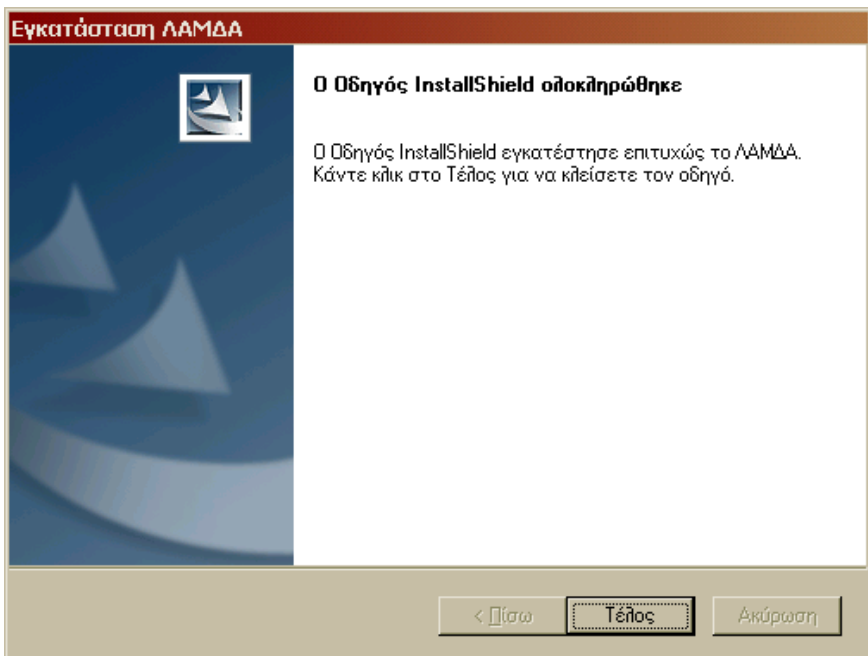 Εγκατάσταση ΛΑΜΔΑ
Ο Οδηγός InstallShield ολοκληρώθηκε
Ο Οδηγός InstallShield εγκατέστησε επιτυχώς το ΛΑΜΔΑ.
Κάντε κλικ στο Τέλος για να κλείσετε τον οδηγό.
< Πίσω
Τέλος
Ακύρωση